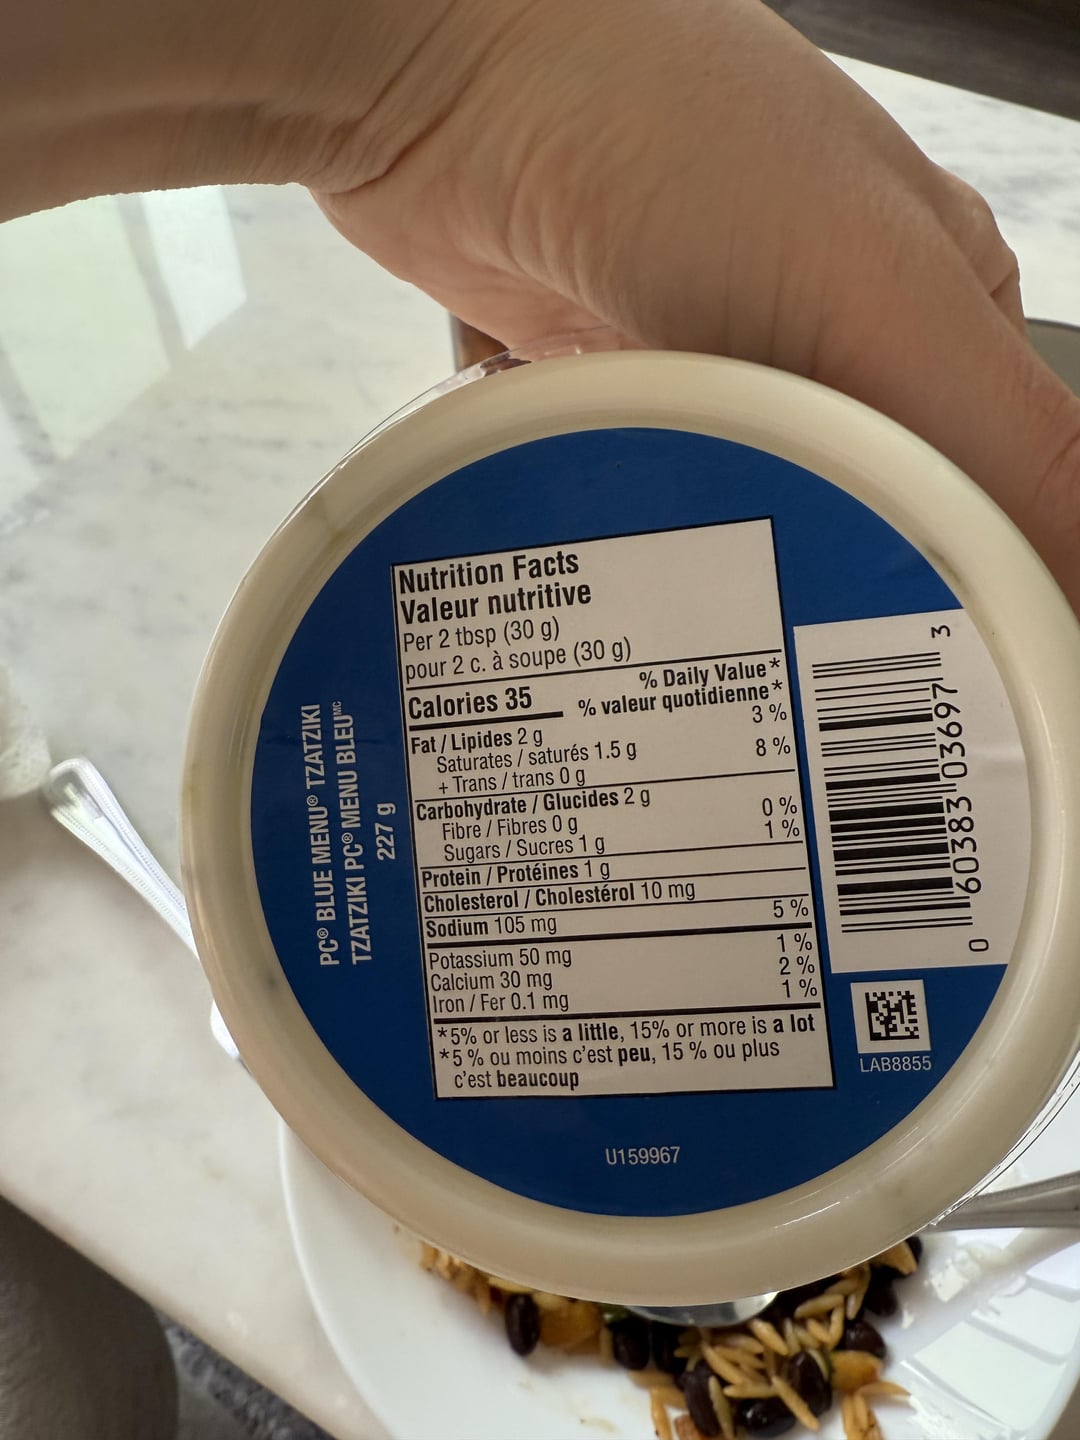 Nutrition Facts
Valeur nutritive
Per 2 tbsp (30 g)
pour 2 c. à soupe (30 g)
Calories 35
% Daily Value*
% valeur quotidienne*
Fat / Lipides 2 g 3 %
Saturates / saturés 1.5 g
+ Trans / trans 0 g 8 %
Carbohydrate / Glucides 2 g
Fibre / Fibres 0 g 0 %
Sugars / Sucres 1 g 1 %
Protein / Protéines 1 g
Cholesterol / Cholestérol 10 mg
Sodium 105 mg 5 %
Potassium 50 mg 1 %
Calcium 30 mg 2 %
Iron / Fer 0.1 mg 1 %
*5% or less is a little, 15% or more is a lot
*5 % ou moins c'est peu, 15 % ou plus
c'est beaucoup
PC® BLUE MENU® TZATZIKI
TZATZIKI PC® MENU BLEU MC
227 g
0 60383 03697 3
LAB8855
U159967